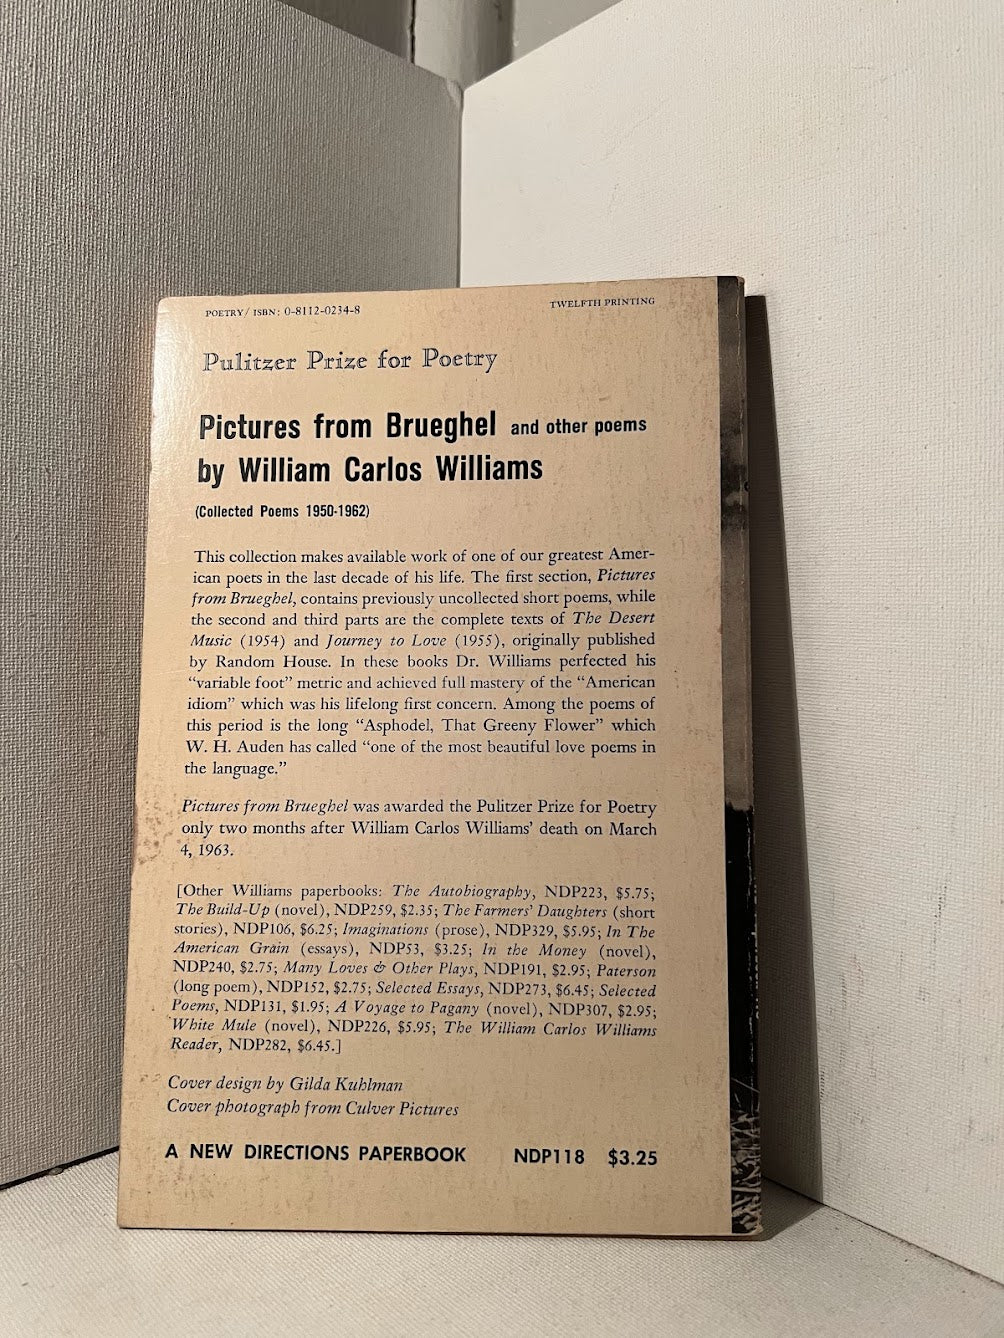 POETRY / ISBN: 0-8112-0234-8
TWELFTH PRINTING
Pulitzer Prize for Poetry
Pictures from Brueghel and other poems
by William Carlos Williams
(Collected Poems 1950-1962)
This collection makes available work of one of our greatest Amer-
ican poets in the last decade of his life. The first section, Pictures
from Brueghel, contains previously uncollected short poems, while
the second and third parts are the complete texts of The Desert
Music (1954) and Journey to Love (1955), originally published
by Random House. In these books Dr. Williams perfected his
“variable foot” metric and achieved full mastery of the “American
idiom” which was his lifelong first concern. Among the poems of
this period is the long “Asphodel, That Greeny Flower” which
W. H. Auden has called “one of the most beautiful love poems in
the language.”
Pictures from Brueghel was awarded the Pulitzer Prize for Poetry
only two months after William Carlos Williams’ death on March
4, 1963.
[Other Williams paperbooks: The Autobiography, NDP223, $5.75;
The Build-Up (novel), NDP259, $2.35; The Farmers’ Daughters (short
stories), NDP106, $6.25; Imaginations (prose), NDP329, $5.95; In The
American Grain (essays), NDP53, $3.25; In the Money (novel),
NDP240, $2.75; Many Loves & Other Plays, NDP191, $2.95; Paterson
(long poem), NDP152, $2.75; Selected Essays, NDP273, $6.45; Selected
Poems, NDP131, $1.95; A Voyage to Pagany (novel), NDP307, $2.95;
White Mule (novel), NDP226, $5.95; The William Carlos Williams
Reader, NDP282, $6.45.]
Cover design by Gilda Kuhlman
Cover photograph from Culver Pictures
A NEW DIRECTIONS PAPERBOOK NDP118 $3.25